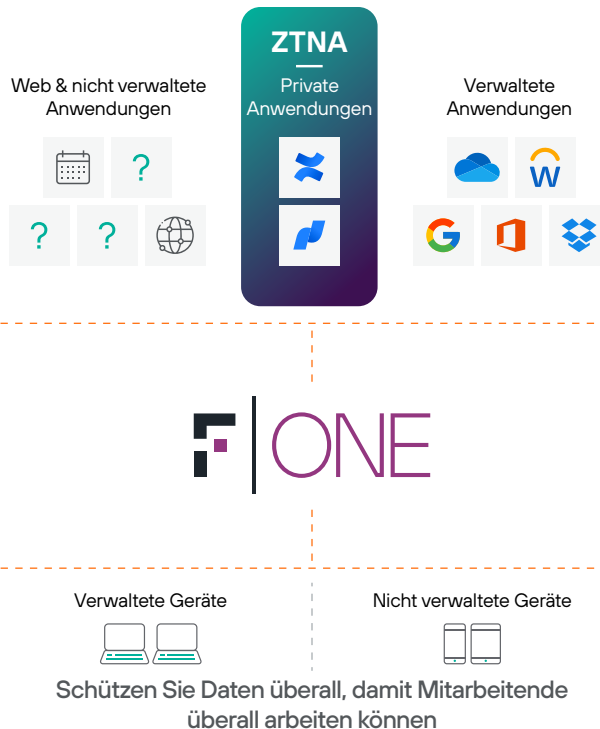 ZTNA
Web & nicht verwaltete
Anwendungen
Private
Anwendungen
Verwaltete
Anwendungen
?
W
?
?
G
F|ONE
Verwaltete Geräte
Nicht verwaltete Geräte
Schützen Sie Daten überall, damit Mitarbeitende
überall arbeiten können